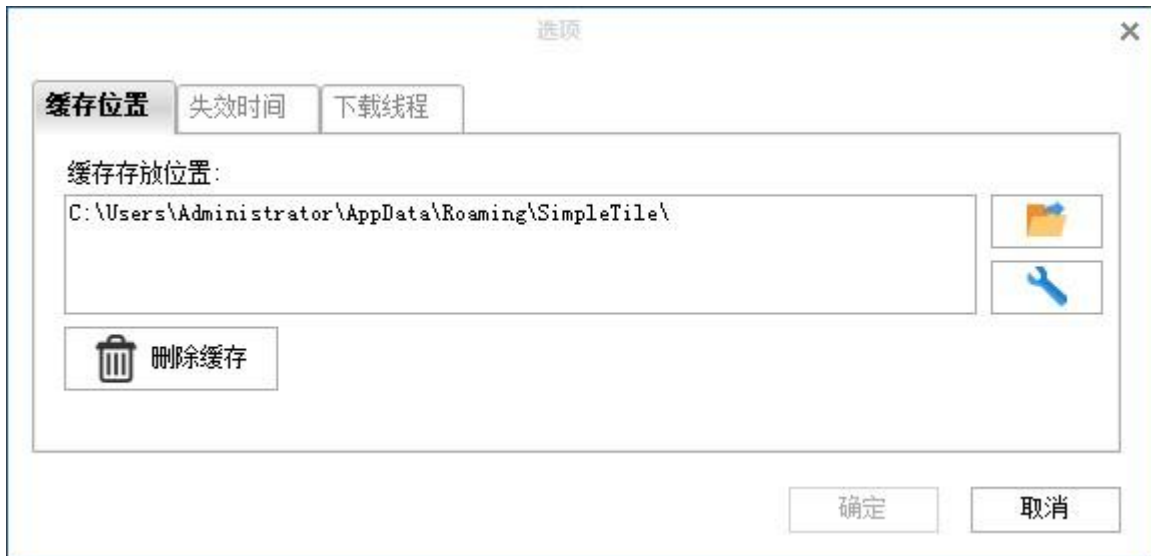 选项
缓存位置 失效时间 下载线程
缓存存放位置:
C:\Users\Administrator\AppData\Roaming\SimpleTile\
删除缓存
确定 取消